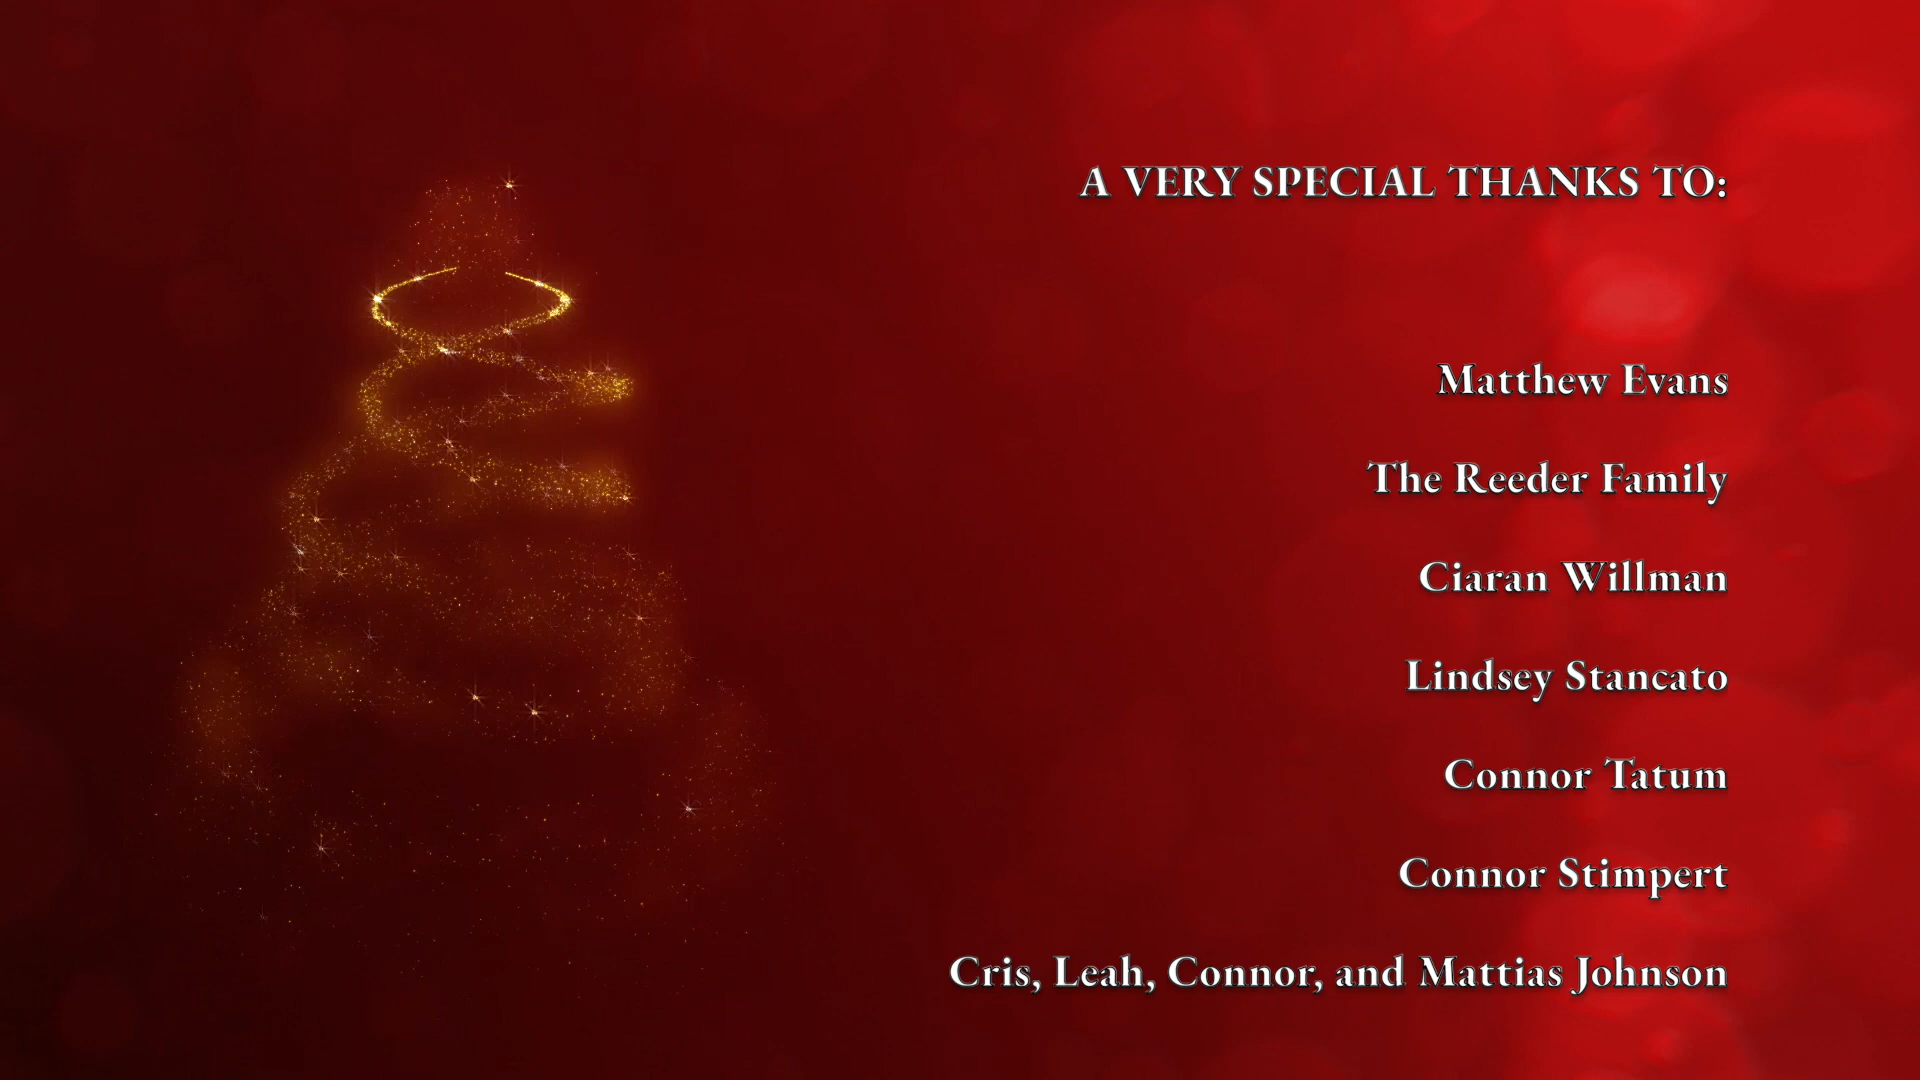 A VERY SPECIAL THANKS TO:
Matthew Evans
The Reeder Family
Ciaran Willman
Lindsey Stancato
Connor Tatum
Connor Stimpert
Cris, Leah, Connor, and Mattias Johnson